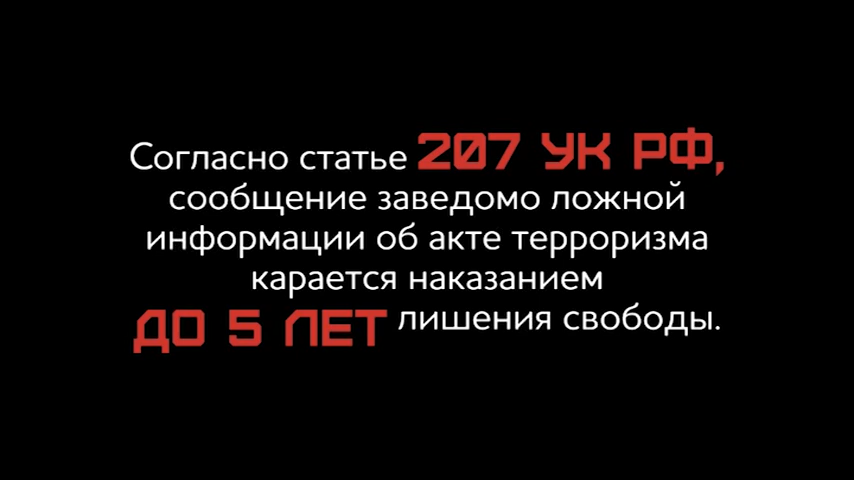 Согласно статье 207 УК РФ,
сообщение заведомо ложной
информации об акте терроризма
карается наказанием
ДО 5 ЛЕТ лишения свободы.